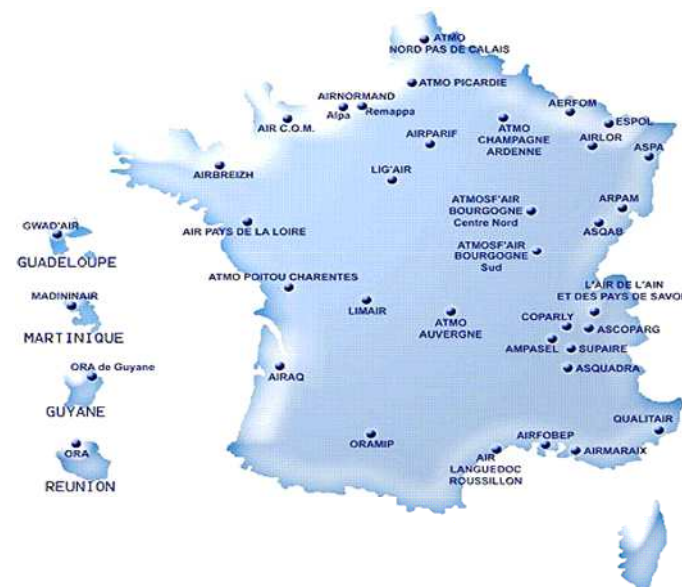 ATMO
NORD PAS DE CALAIS
ATMO PICARDIE
AIRNORMAND
Alpa
Remappa
AIR C.O.M.
AERFOM
ESPOL
ATMO
CHAMPAGNE
ARDENNE
AIRLOR
ASPA
AIRPARIF
AIRBREIZH
LIG'AIR
ATMOSF'AIR
BOURGOGNE
Centre Nord
ARPAM
ASQAB
AIR PAYS DE LA LOIRE
ATMOSF'AIR
BOURGOGNE
Sud
GWAD'AIR
GUADELOUPE
ATMO POITOU CHARENTES
L'AIR DE L'AIN
ET DES PAYS DE SAVOI
MADININAIR
MARTINIQUE
LIMAIR
ATMO
AUVERGNE
COPARLY
ASCOPARG
AMPASEL
SUPAIRE
ASQUADRA
ORA de Guyane
GUYANE
AIRAQ
QUALITAIR
ORAMIP
AIRFOBEP
AIRMARAIX
AIR
LANGUEDOC
ROUSSILLON
ORA
REUNION